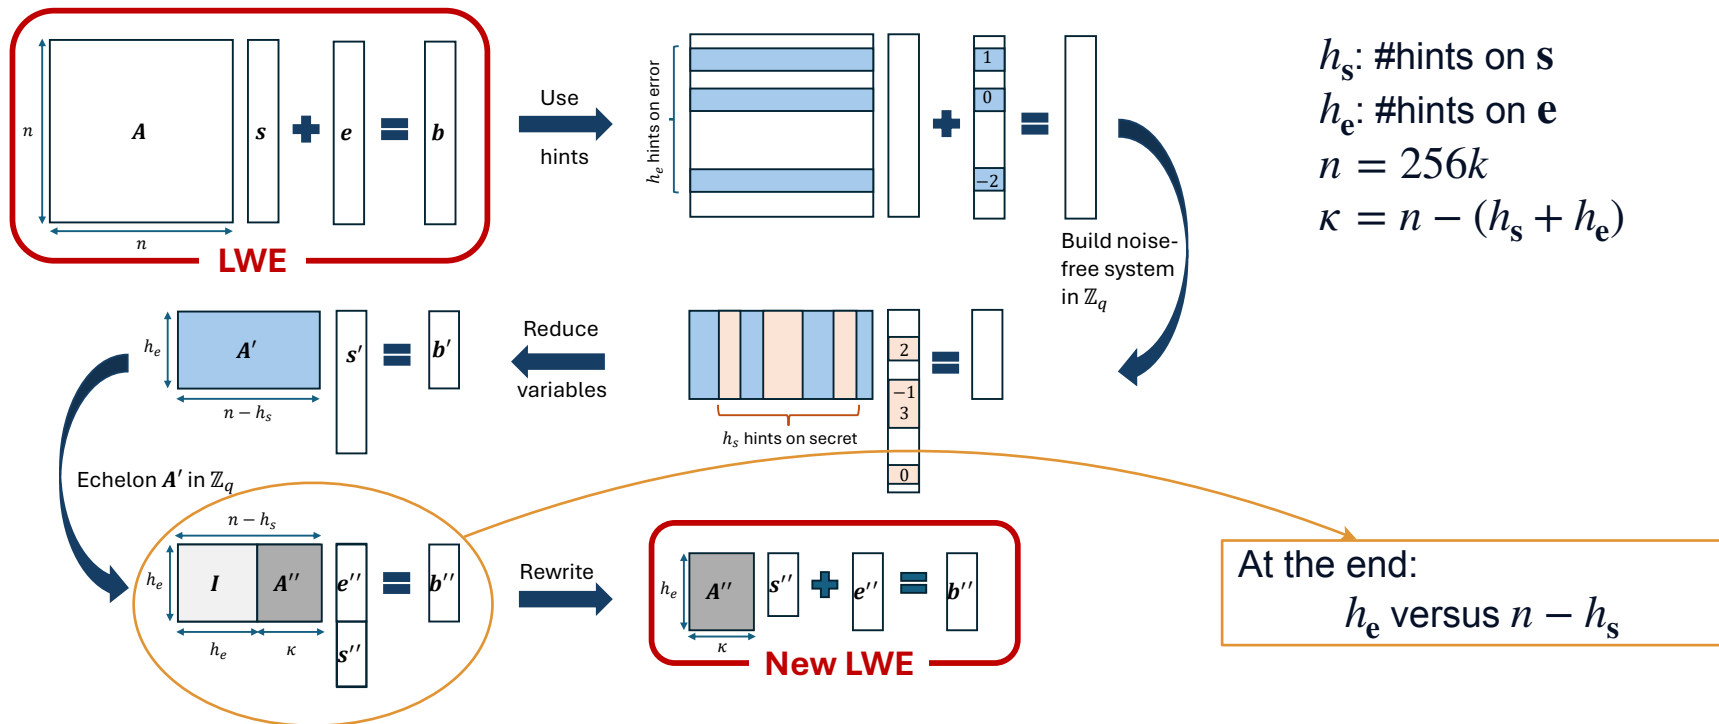 n
A
s
e
b
n
LWE
Use
hints
h_e hints on error
1
0
−2
h_s: #hints on s
h_e: #hints on e
n = 256k
κ = n − (h_s + h_e)
Build noise-
free system
in ℤ_q
h_e
A′
s′
b′
n − h_s
Reduce
variables
2
−1
3
0
h_s hints on secret
Echelon A′ in ℤ_q
n − h_s
h_e
I
A′′
e′′
s′′
b′′
h_e
κ
Rewrite
h_e
A′′
s′′
e′′
b′′
κ
New LWE
At the end:
h_e versus n − h_s